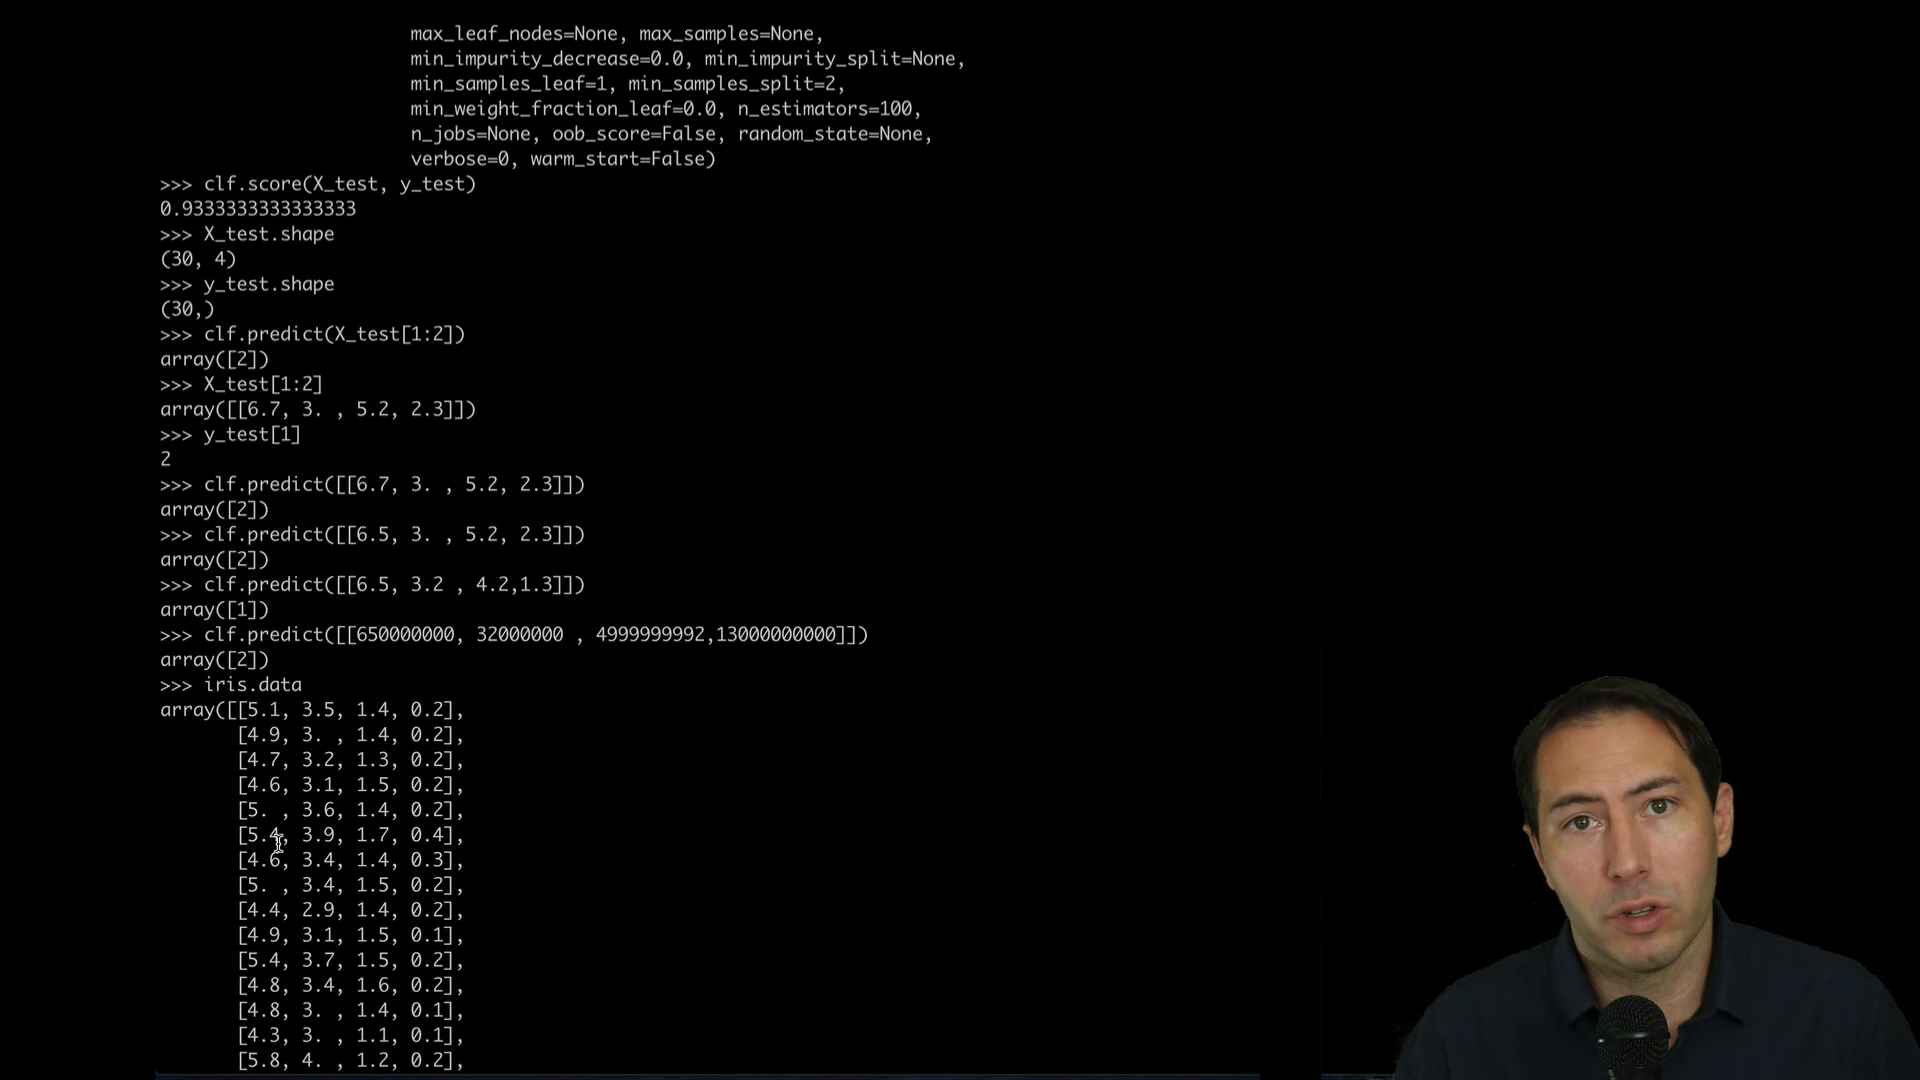 max_leaf_nodes=None, max_samples=None,
min_impurity_decrease=0.0, min_impurity_split=None,
min_samples_leaf=1, min_samples_split=2,
min_weight_fraction_leaf=0.0, n_estimators=100,
n_jobs=None, oob_score=False, random_state=None,
verbose=0, warm_start=False)
>>> clf.score(X_test, y_test)
0.9333333333333333
>>> X_test.shape
(30, 4)
>>> y_test.shape
(30,)
>>> clf.predict(X_test[1:2])
array([2])
>>> X_test[1:2]
array([[6.7, 3. , 5.2, 2.3]])
>>> y_test[1]
2
>>> clf.predict([[6.7, 3. , 5.2, 2.3]])
array([2])
>>> clf.predict([[6.5, 3. , 5.2, 2.3]])
array([2])
>>> clf.predict([[6.5, 3.2 , 4.2,1.3]])
array([1])
>>> clf.predict([[650000000, 32000000 , 4999999992,13000000000]])
array([2])
>>> iris.data
array([[5.1, 3.5, 1.4, 0.2],
[4.9, 3. , 1.4, 0.2],
[4.7, 3.2, 1.3, 0.2],
[4.6, 3.1, 1.5, 0.2],
[5. , 3.6, 1.4, 0.2],
[5.4, 3.9, 1.7, 0.4],
[4.6, 3.4, 1.4, 0.3],
[5. , 3.4, 1.5, 0.2],
[4.4, 2.9, 1.4, 0.2],
[4.9, 3.1, 1.5, 0.1],
[5.4, 3.7, 1.5, 0.2],
[4.8, 3.4, 1.6, 0.2],
[4.8, 3. , 1.4, 0.1],
[4.3, 3. , 1.1, 0.1],
[5.8, 4. , 1.2, 0.2],